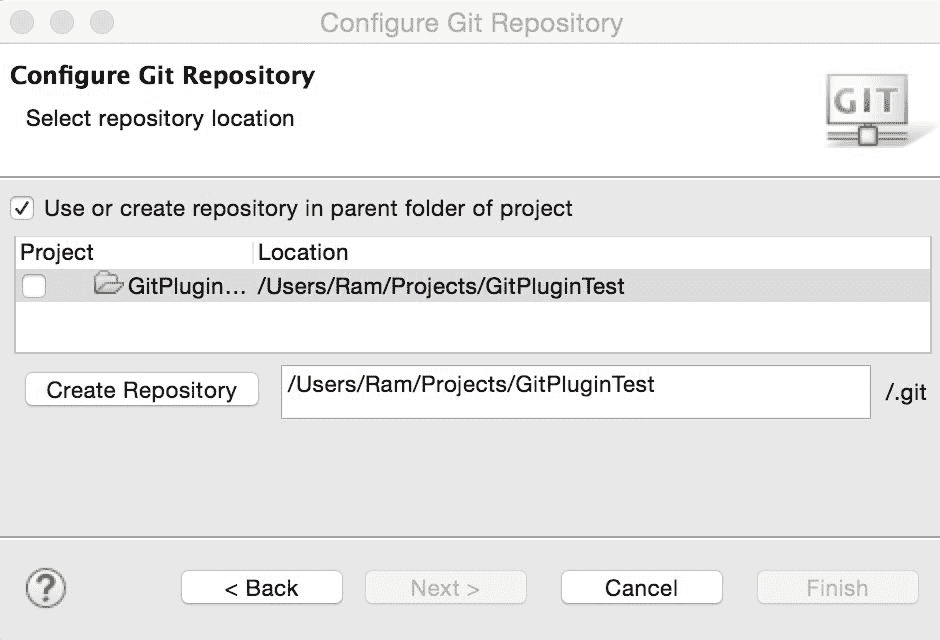 Configure Git Repository
Configure Git Repository
Select repository location
GIT
Use or create repository in parent folder of project
Project Location
GitPlugin... /Users/Ram/Projects/GitPluginTest
Create Repository /Users/Ram/Projects/GitPluginTest /.git
? < Back Next > Cancel Finish